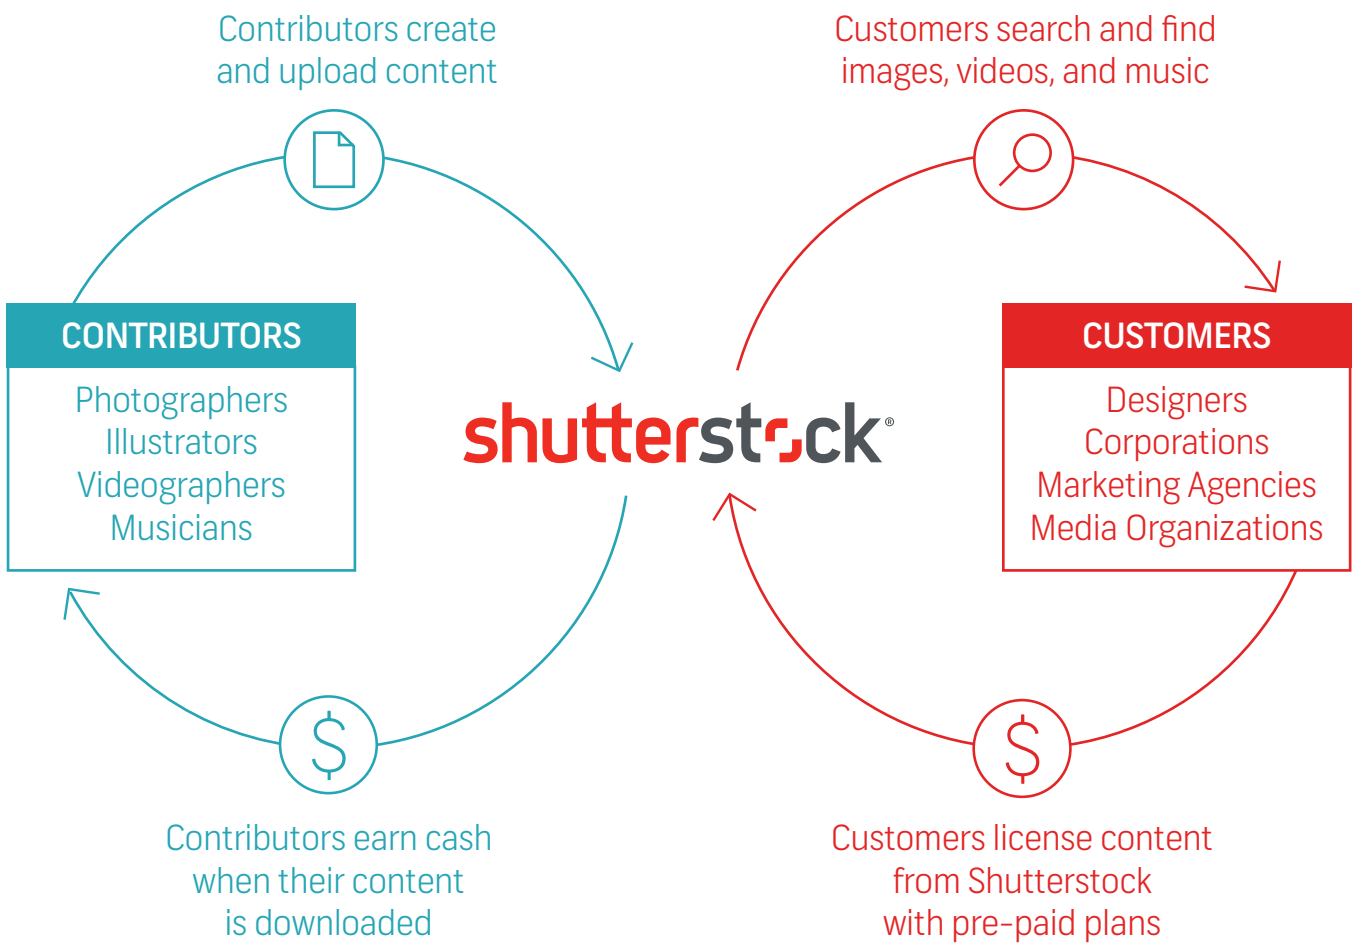 Contributors create
and upload content
Customers search and find
images, videos, and music
CONTRIBUTORS
Photographers
Illustrators
Videographers
Musicians
shutterstock®
CUSTOMERS
Designers
Corporations
Marketing Agencies
Media Organizations
$
$
Contributors earn cash
when their content
is downloaded
Customers license content
from Shutterstock
with pre-paid plans